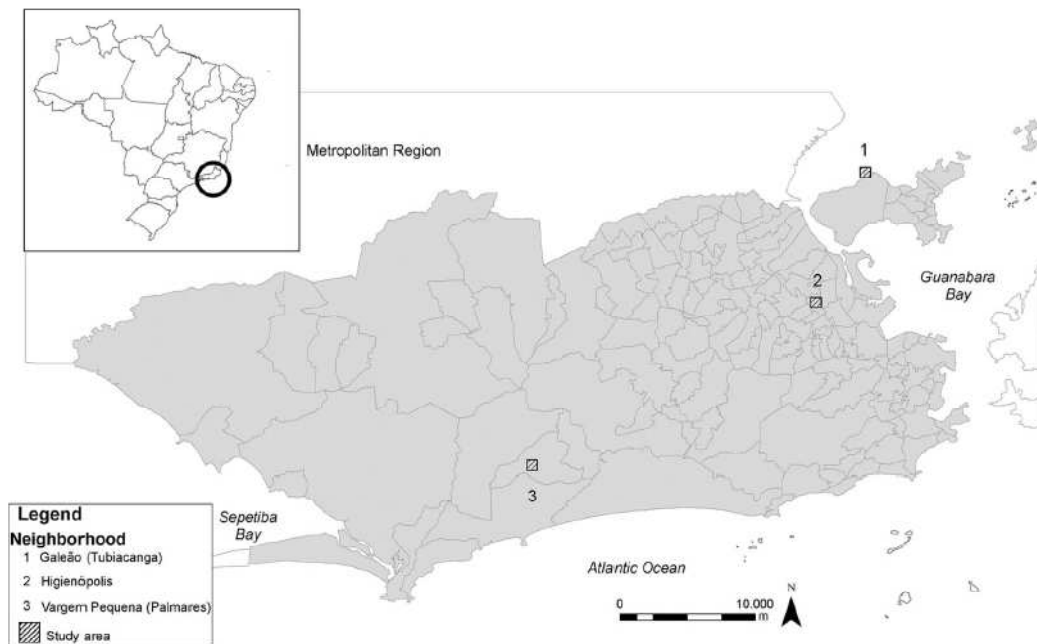 Metropolitan Region
1
2
Guanabara
Bay
3
Sepetiba
Bay
Atlantic Ocean
N
0 10.000
m
Legend
Neighborhood
1 Galeão (Tubiacanga)
2 Higienópolis
3 Vargem Pequena (Palmares)
Study area